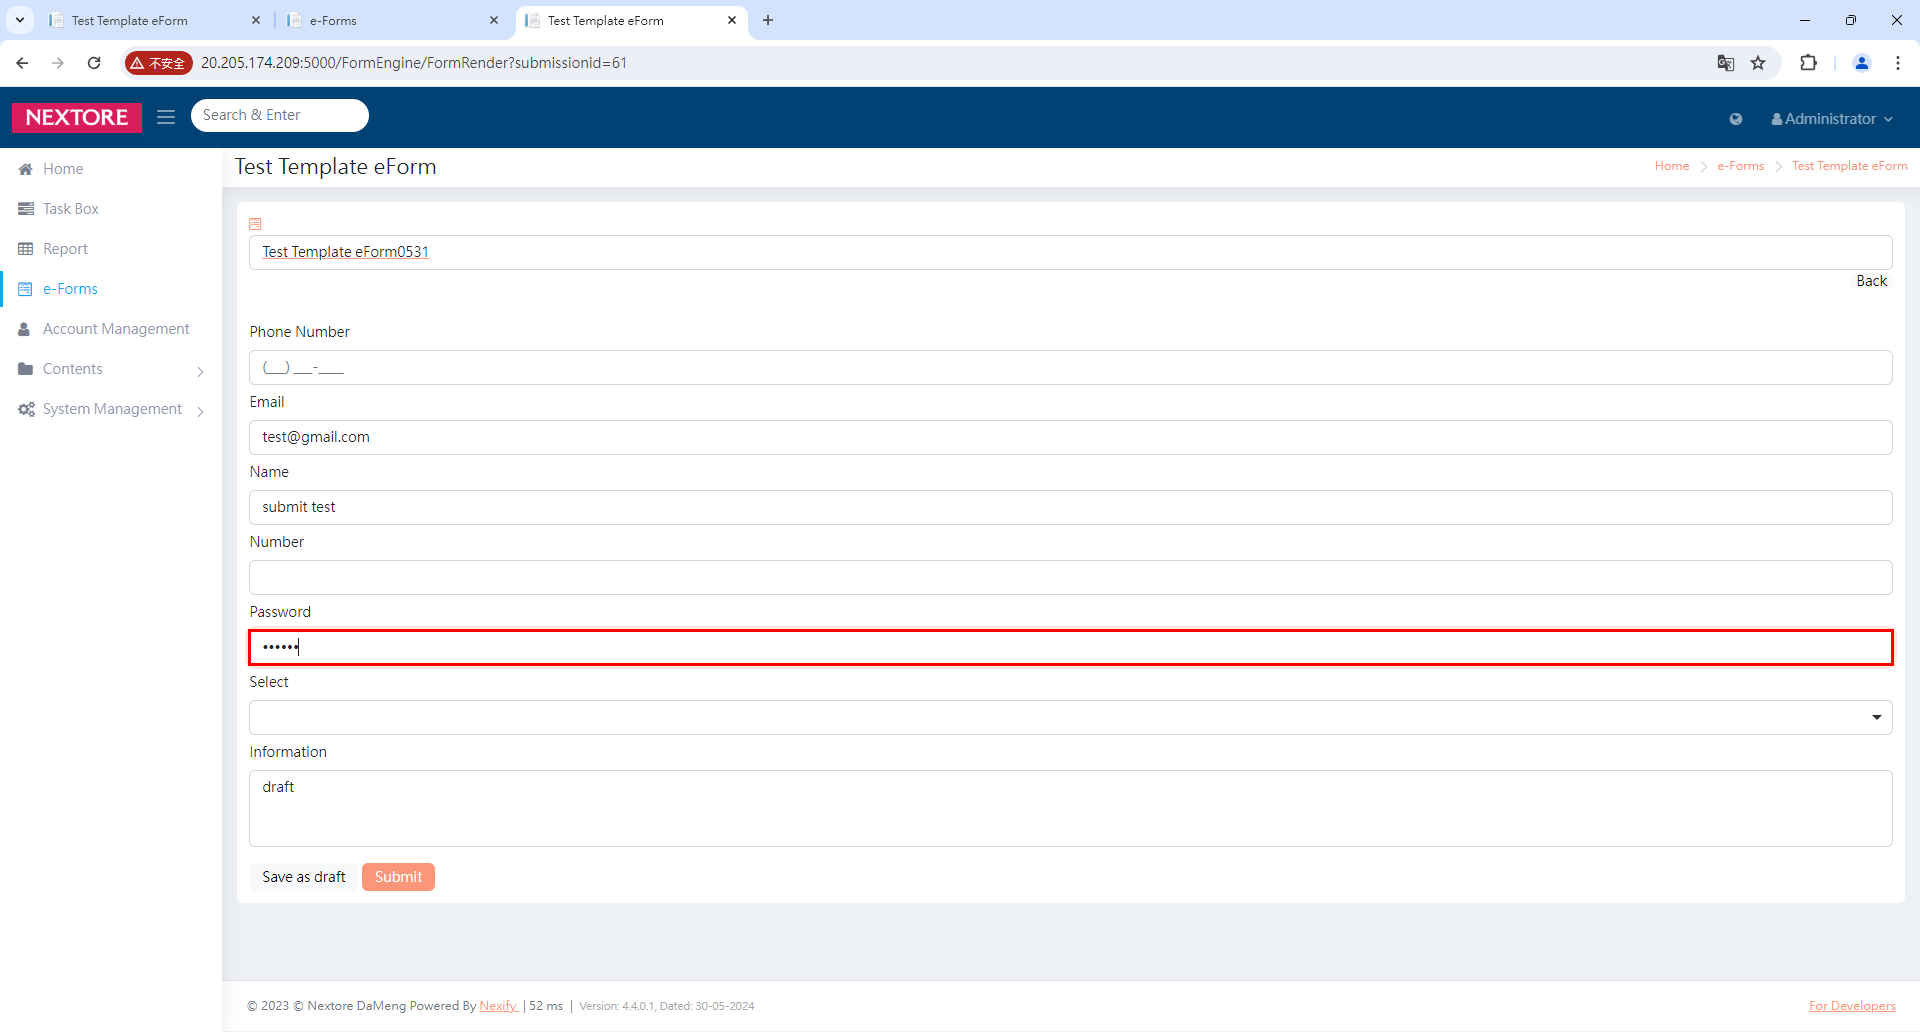 Test Template eForm
e-Forms
Test Template eForm
不安全
20.205.174.209:5000/FormEngine/FormRender?submissionid=61
NEXTORE
Search & Enter
Administrator
Home
Task Box
Report
e-Forms
Account Management
Contents
System Management
Test Template eForm
Home
e-Forms
Test Template eForm
Test Template eForm0531
Back
Phone Number
(___) ___-____
Email
test@gmail.com
Name
submit test
Number
Password
••••••
Select
Information
draft
Save as draft
Submit
© 2023 © Nextore DaMeng Powered By Nexify | 52 ms | Version: 4.4.0.1, Dated: 30-05-2024
For Developers